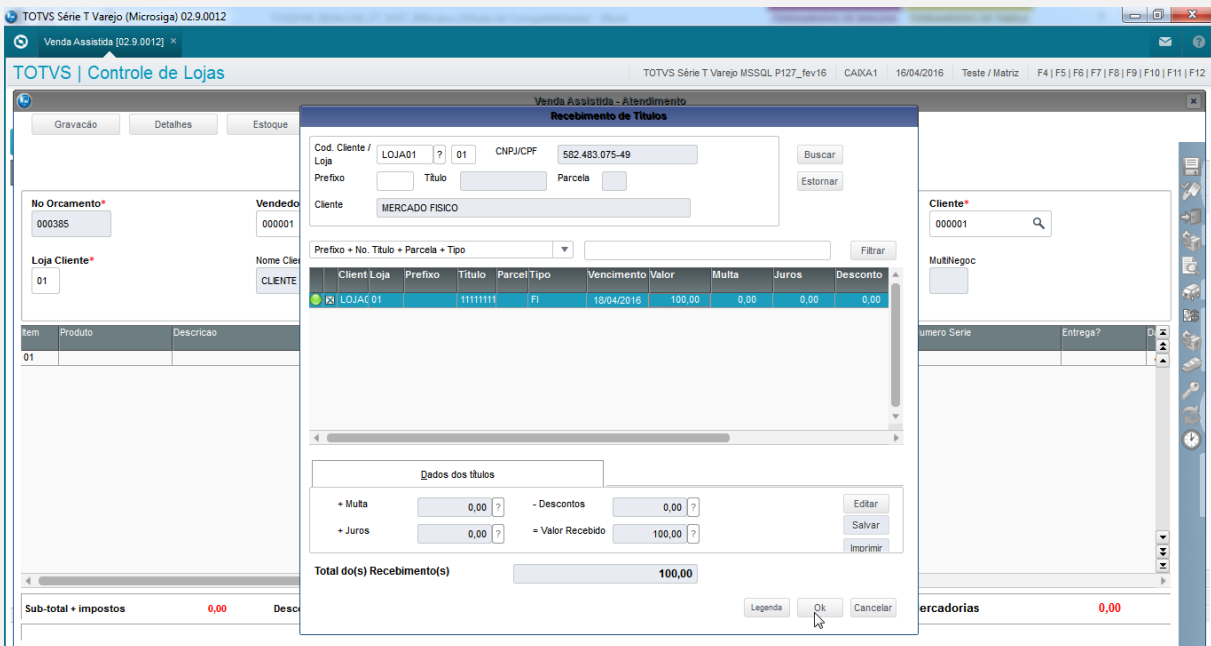 TOTVS Série T Varejo (Microsiga) 02.9.0012
Venda Assistida [02.9.0012] ×
TOTVS | Controle de Lojas
TOTVS Série T Varejo MSSQL P127_fev16 CAIXA1 16/04/2016 Teste / Matriz F4 | F5 | F6 | F7 | F8 | F9 | F10 | F11 | F12
Venda Assistida - Atendimento
Gravacão Detalhes Estoque
No Orcamento* Vendedo Cliente*
000385 000001 000001
Loja Cliente* Nome Clien MultiNegoc
01 CLIENTE
Item Produto Descricao umero Serie Entrega? D
01
Sub-total + impostos 0,00 Desc ercadorias 0,00
Recebimento de Titulos
Cod. Cliente /
Loja LOJA01 ? 01 CNPJ/CPF 582.483.075-49 Buscar
Prefixo Título Parcela Estornar
Cliente MERCADO FISICO
Prefixo + No. Titulo + Parcela + Tipo Filtrar
Client Loja Prefixo Titulo Parcel Tipo Vencimento Valor Multa Juros Desconto
LOJA0 01 11111111 FI 18/04/2016 100,00 0,00 0,00 0,00
Dados dos títulos
+ Multa 0,00 ? - Descontos 0,00 ? Editar
+ Juros 0,00 ? = Valor Recebido 100,00 ? Salvar
Imprimir
Total do(s) Recebimento(s) 100,00
Legenda Ok Cancelar